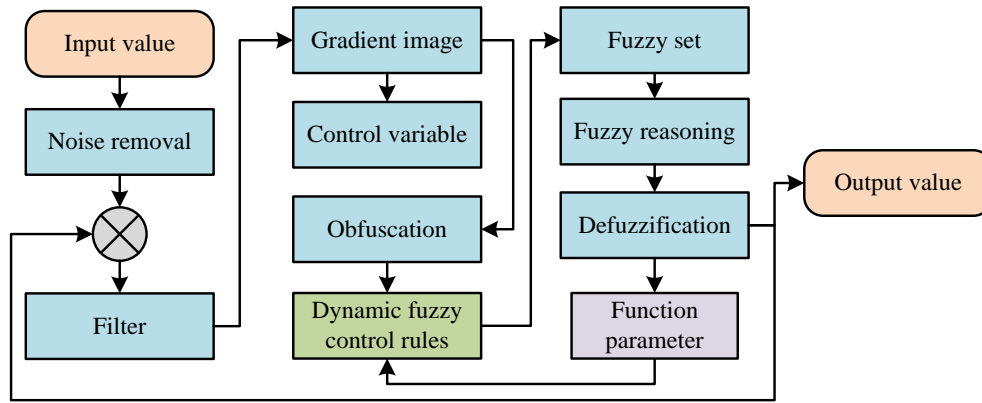 Input value
Noise removal
Filter
Gradient image
Control variable
Obfuscation
Dynamic fuzzy
control rules
Fuzzy set
Fuzzy reasoning
Defuzzification
Function
parameter
Output value